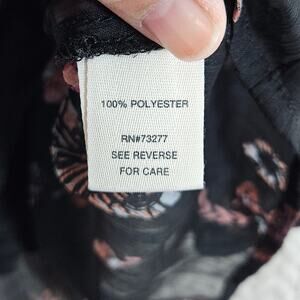 100% POLYESTER
RN#73277
SEE REVERSE
FOR CARE